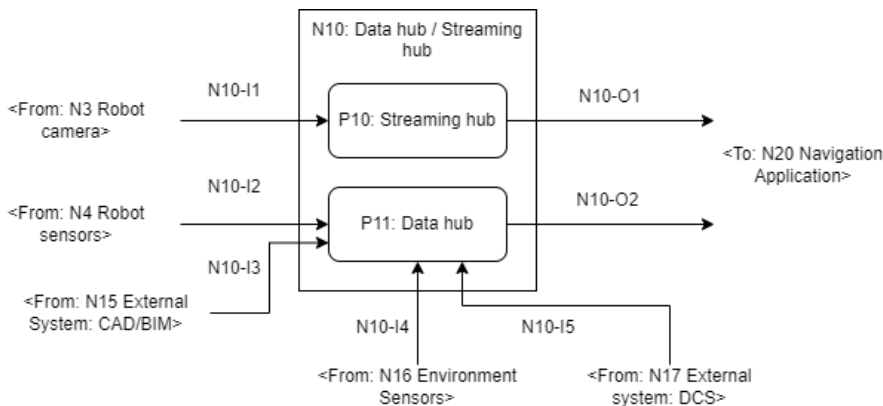 N10: Data hub / Streaming
hub
N10-I1
N10-O1
<From: N3 Robot
camera>
P10: Streaming hub
<To: N20 Navigation
Application>
N10-I2
N10-O2
<From: N4 Robot
sensors>
P11: Data hub
N10-I3
<From: N15 External
System: CAD/BIM>
N10-I4
N10-I5
<From: N16 Environment
Sensors>
<From: N17 External
system: DCS>